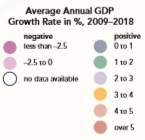 Average Annual GDP
Growth Rate in %, 2009–2018
negative
positive
less than –2.5
0 to 1
–2.5 to 0
1 to 2
no data available
2 to 3
3 to 4
4 to 5
over 5